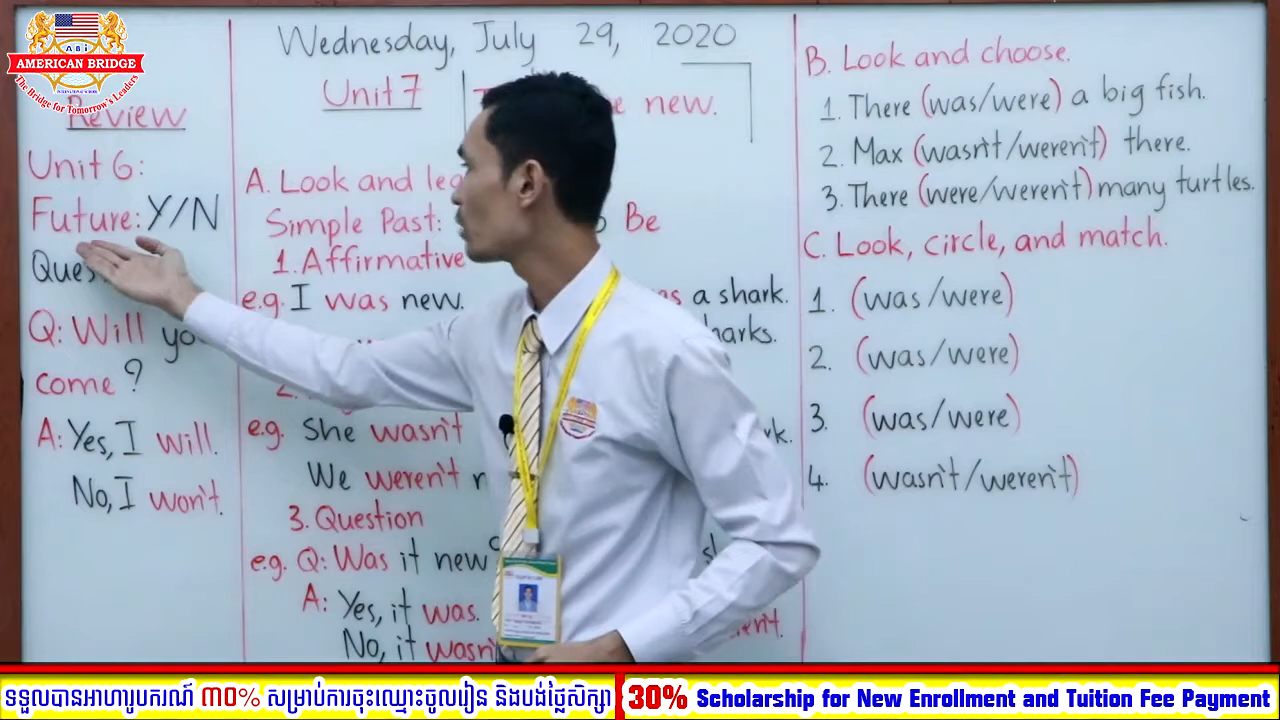 ABi
AMERICAN BRIDGE
INTERNATIONAL SCHOOL
The Bridge for Tomorrow's Leaders
Review
Unit 6:
Future: Y/N
Q: Will
come?
A: Yes, I will.
No, I won't.
Wednesday, July 29, 2020
Unit 7
new.
A. Look and
Simple Past: Be
1. Affirmative
e.g. I was new. a shark.
e.g. She wasn't
We weren't
3. Question
e.g. Q: Was it new
A: Yes, it was.
No, it
B. Look and choose.
1. There (was/were) a big fish.
2. Max (wasn't/weren't) there.
3. There (were/weren't) many turtles.
C. Look, circle, and match.
1. (was/were)
2. (was/were)
3. (was/were)
4. (wasn't/weren't)
ទទួលបានអាហារូបករណ៍ ៣០% សម្រាប់ការចុះឈ្មោះចូលរៀន និងបង់ថ្លៃសិក្សា
30% Scholarship for New Enrollment and Tuition Fee Payment